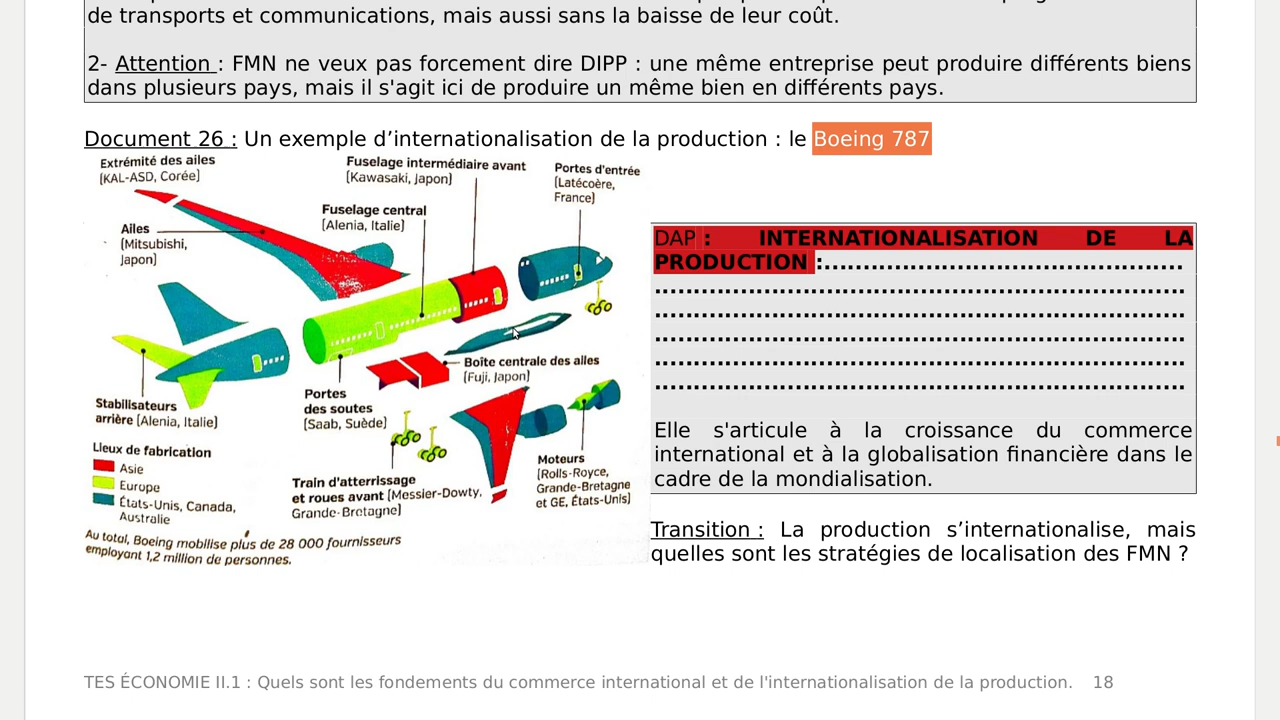 de transports et communications, mais aussi sans la baisse de leur coût.
2- Attention : FMN ne veux pas forcement dire DIPP : une même entreprise peut produire différents biens
dans plusieurs pays, mais il s'agit ici de produire un même bien en différents pays.
Document 26 : Un exemple d’internationalisation de la production : le Boeing 787
Extrémité des ailes
(KAL-ASD, Corée)
Fuselage intermédiaire avant
(Kawasaki, Japon)
Portes d'entrée
(Latécoère,
France)
Fuselage central
(Alenia, Italie)
Ailes
(Mitsubishi,
Japon)
Boîte centrale des ailes
(Fuji, Japon)
Stabilisateurs
arrière (Alenia, Italie)
Portes
des soutes
(Saab, Suède)
Lieux de fabrication
Asie
Europe
États-Unis, Canada,
Australie
Train d'atterrissage
et roues avant (Messier-Dowty,
Grande-Bretagne)
Moteurs
(Rolls-Royce,
Grande-Bretagne
et GE, États-Unis)
Au total, Boeing mobilise plus de 28 000 fournisseurs
employant 1,2 million de personnes.
DAP : INTERNATIONALISATION DE LA
PRODUCTION :..............................................
....................................................................
....................................................................
....................................................................
....................................................................
....................................................................
Elle s'articule à la croissance du commerce
international et à la globalisation financière dans le
cadre de la mondialisation.
Transition : La production s’internationalise, mais
quelles sont les stratégies de localisation des FMN ?
TES ÉCONOMIE II.1 : Quels sont les fondements du commerce international et de l'internationalisation de la production. 18